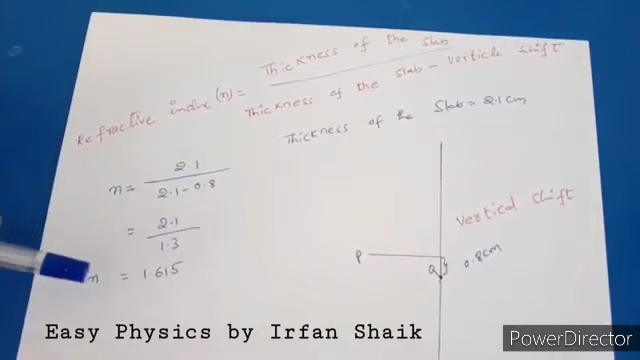 Thickness of the slab
Refractive index (n) =
Thickness of the slab - verticle shift
Thickness of the slab = 2.1 cm
n = 2.1
2.1 - 0.8
= 2.1
1.3
n = 1.615
vertical shift
P
Q
0.8cm
Easy Physics by Irfan Shaik
PowerDirector